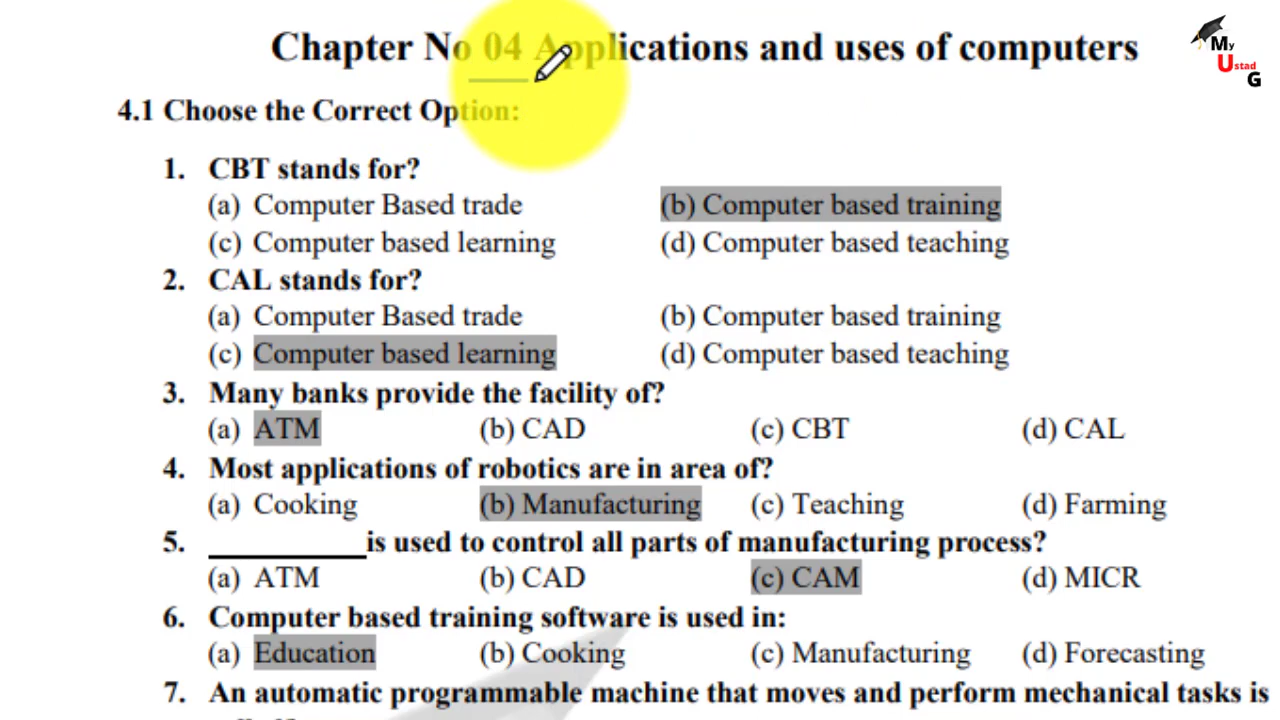 Chapter No 04 Applications and uses of computers
My
Ustad
G
4.1 Choose the Correct Option:
1. CBT stands for?
(a) Computer Based trade (b) Computer based training
(c) Computer based learning (d) Computer based teaching
2. CAL stands for?
(a) Computer Based trade (b) Computer based training
(c) Computer based learning (d) Computer based teaching
3. Many banks provide the facility of?
(a) ATM (b) CAD (c) CBT (d) CAL
4. Most applications of robotics are in area of?
(a) Cooking (b) Manufacturing (c) Teaching (d) Farming
5. __________is used to control all parts of manufacturing process?
(a) ATM (b) CAD (c) CAM (d) MICR
6. Computer based training software is used in:
(a) Education (b) Cooking (c) Manufacturing (d) Forecasting
7. An automatic programmable machine that moves and perform mechanical tasks is